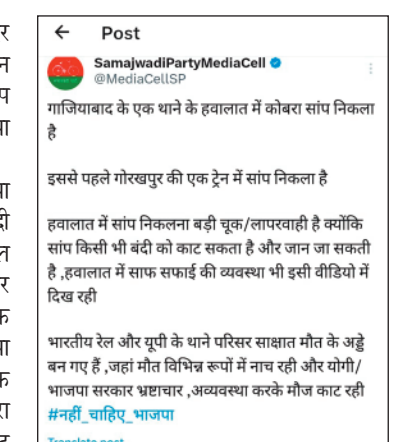 र
न
प
Post
SamajwadiPartyMediaCell
@MediaCellSP
गाजियाबाद के एक थाने के हवालात में कोबरा सांप निकला
है
इससे पहले गोरखपुर की एक ट्रेन में सांप निकला है
हवालात में सांप निकलना बड़ी चूक/लापरवाही है क्योंकि
सांप किसी भी बंदी को काट सकता है और जान जा सकती
है ,हवालात में साफ सफाई की व्यवस्था भी इसी वीडियो में
दिख रही
भारतीय रेल और यूपी के थाने परिसर साक्षात मौत के अड्डे
बन गए हैं ,जहां मौत विभिन्न रूपों में नाच रही और योगी/
भाजपा सरकार भ्रष्टाचार ,अव्यवस्था करके मौज काट रही
#नहीं_चाहिए_भाजपा
Translate post